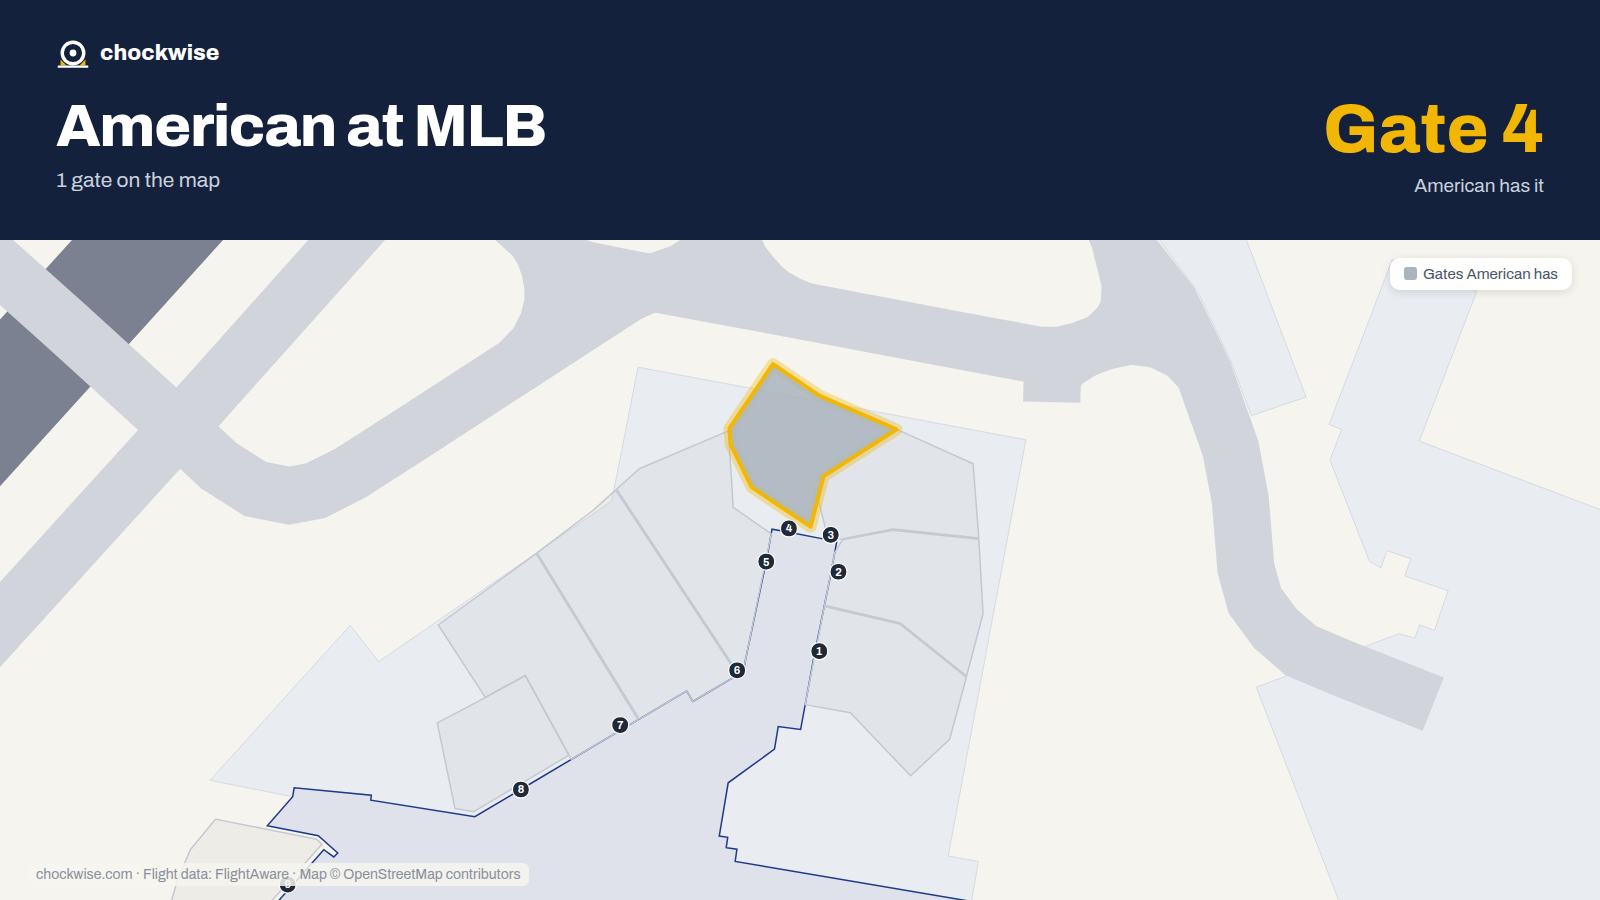 chockwise
American at MLB
1 gate on the map
Gate 4
American has it
Gates American has
4
3
5
2
1
6
7
8
chockwise.com · Flight data: FlightAware · Map © OpenStreetMap contributors